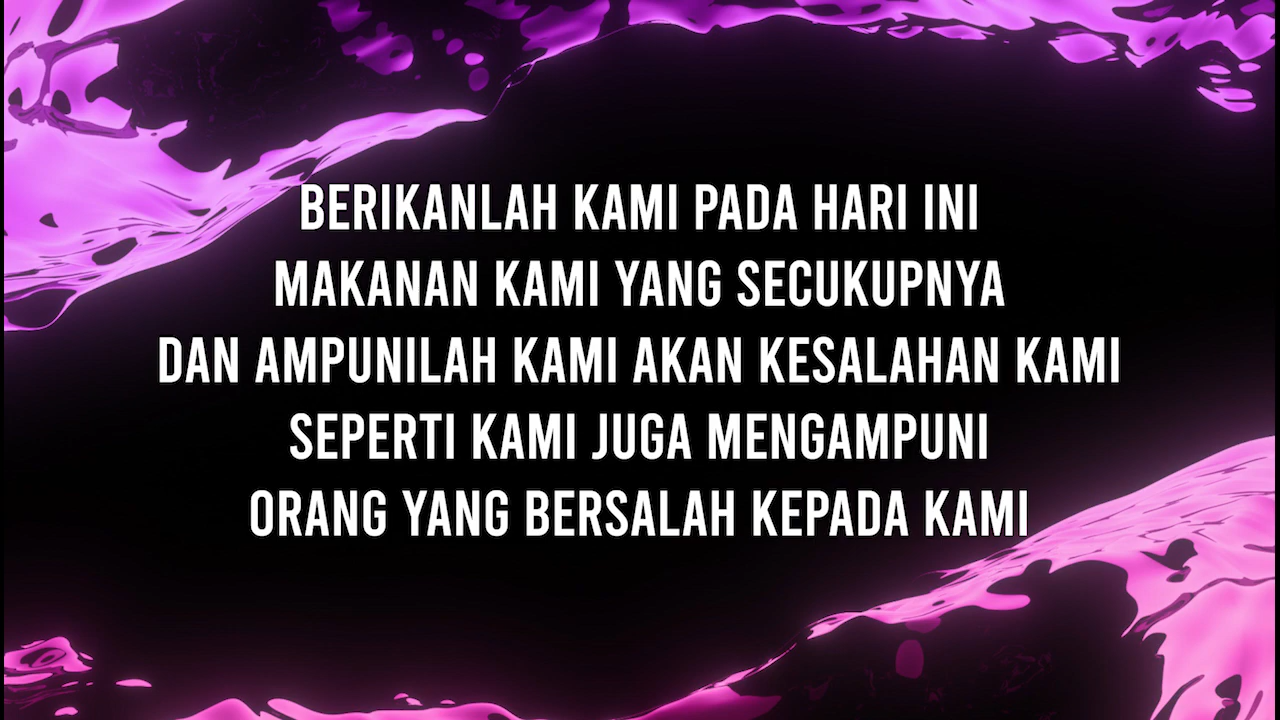 BERIKANLAH KAMI PADA HARI INI
MAKANAN KAMI YANG SECUKUPNYA
DAN AMPUNILAH KAMI AKAN KESALAHAN KAMI
SEPERTI KAMI JUGA MENGAMPUNI
ORANG YANG BERSALAH KEPADA KAMI